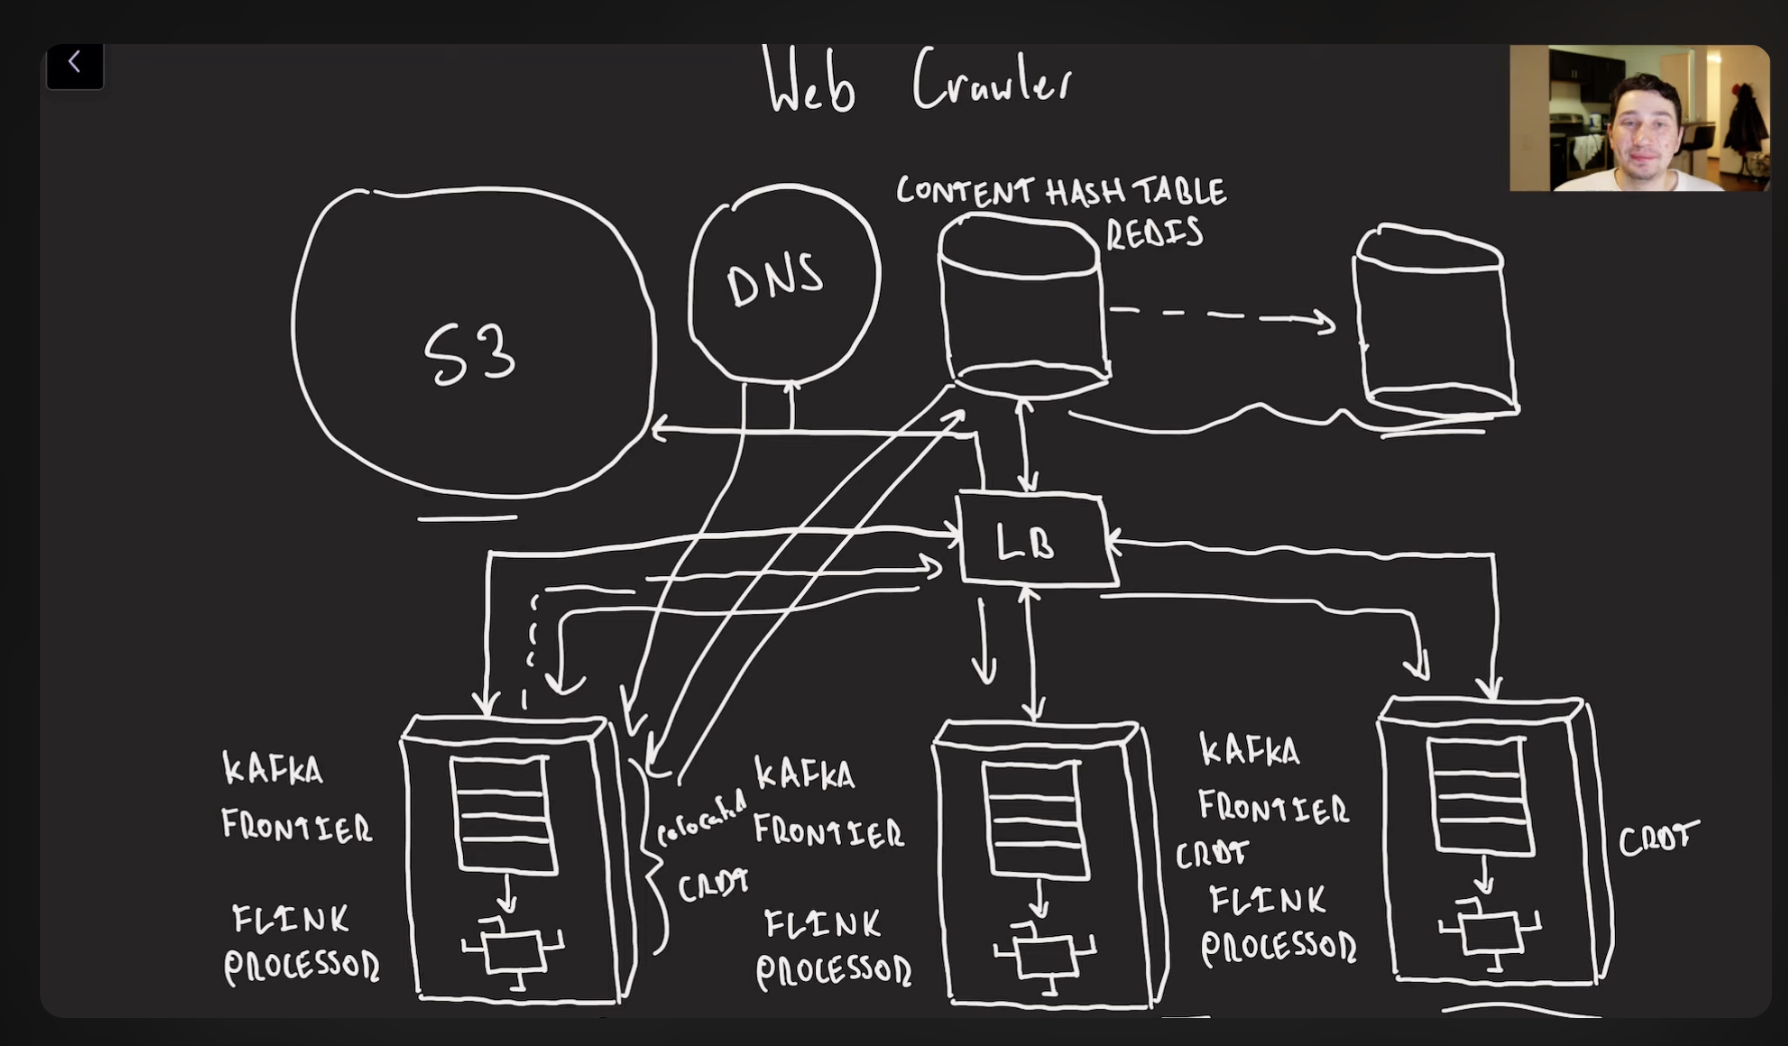 Web Crawler
S3
DNS
CONTENT HASH TABLE
REDIS
LB
KAFKA
FRONTIER
FLINK
PROCESSOR
colocated
CRDT
KAFKA
FRONTIER
FLINK
PROCESSOR
CRDT
KAFKA
FRONTIER
FLINK
PROCESSOR
CRDT